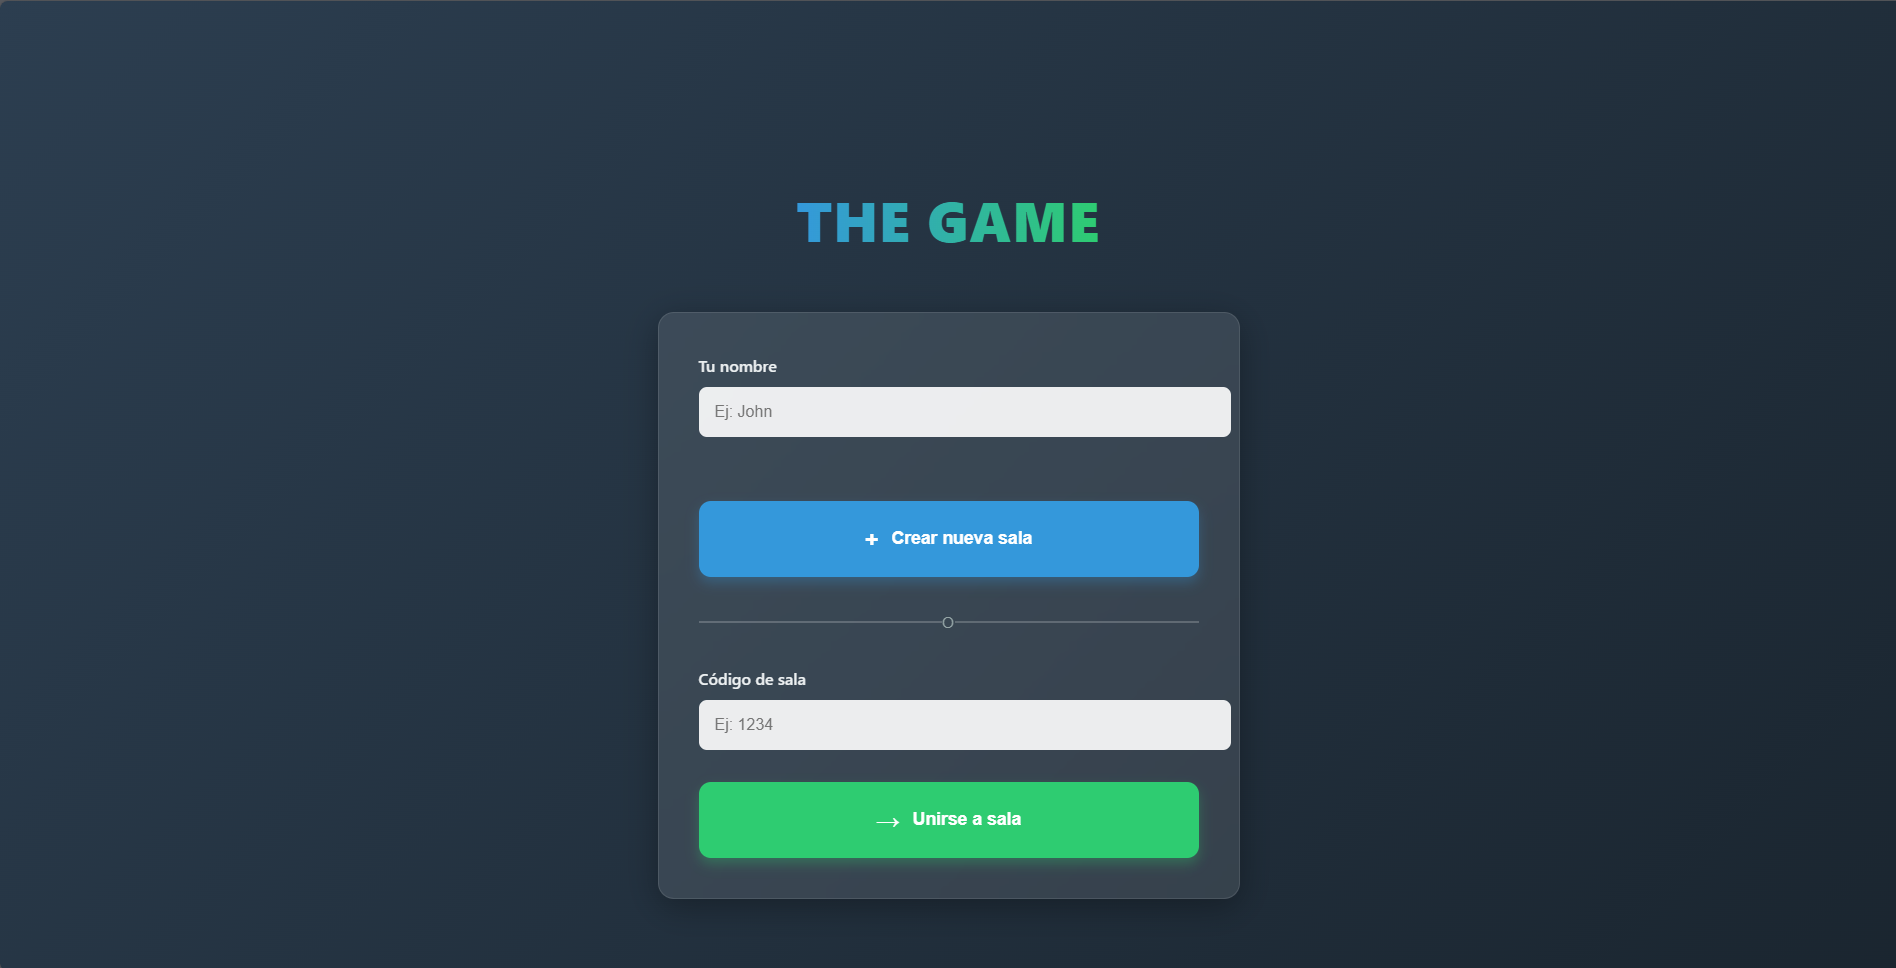 THE GAME
Tu nombre
Ej: John
+ Crear nueva sala
O
Código de sala
Ej: 1234
→ Unirse a sala